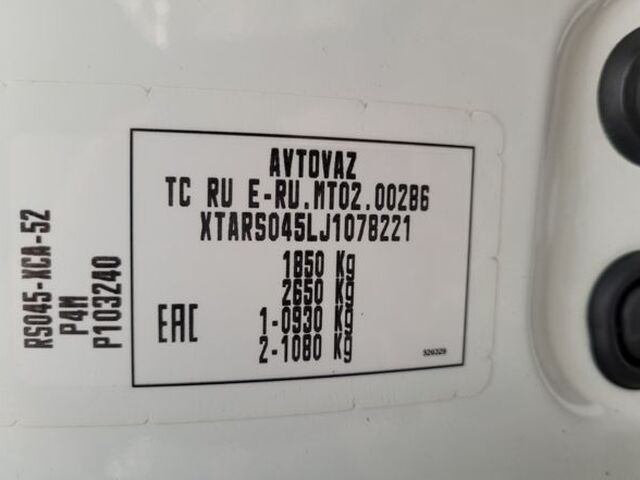 AVTOVAZ
TC RU E-RU.MT02.00286
XTARS045LJ1078221
1850 Kg
2650 Kg
1-0930 Kg
2-1080 Kg
EAC
326329
RS045-XCA-52
P4M
P103240